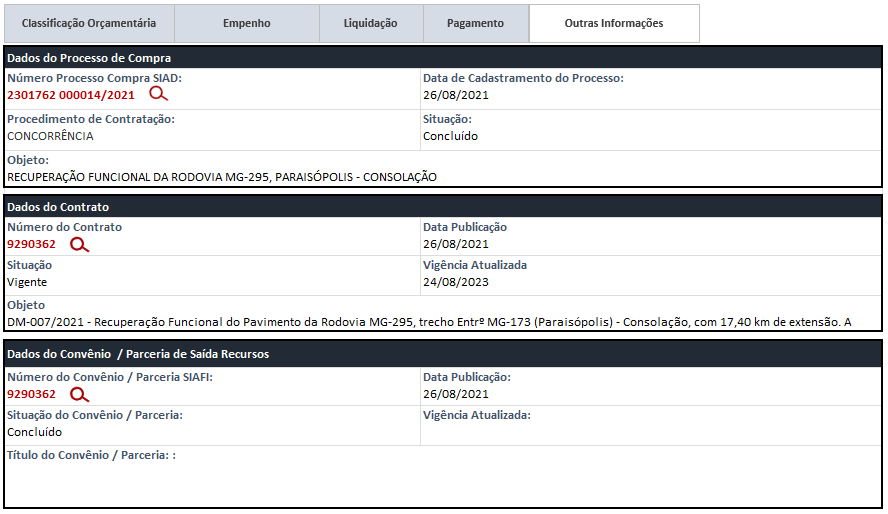 Classificação Orçamentária Empenho Liquidação Pagamento Outras Informações
Dados do Processo de Compra
Número Processo Compra SIAD: Data de Cadastramento do Processo:
2301762 000014/2021 26/08/2021
Procedimento de Contratação: Situação:
CONCORRÊNCIA Concluído
Objeto:
RECUPERAÇÃO FUNCIONAL DA RODOVIA MG-295, PARAISÓPOLIS - CONSOLAÇÃO
Dados do Contrato
Número do Contrato Data Publicação
9290362 26/08/2021
Situação Vigência Atualizada
Vigente 24/08/2023
Objeto
DM-007/2021 - Recuperação Funcional do Pavimento da Rodovia MG-295, trecho Entrº MG-173 (Paraisópolis) - Consolação, com 17,40 km de extensão. A
Dados do Convênio / Parceria de Saída Recursos
Número do Convênio / Parceria SIAFI: Data Publicação:
9290362 26/08/2021
Situação do Convênio / Parceria: Vigência Atualizada:
Concluído
Título do Convênio / Parceria: :